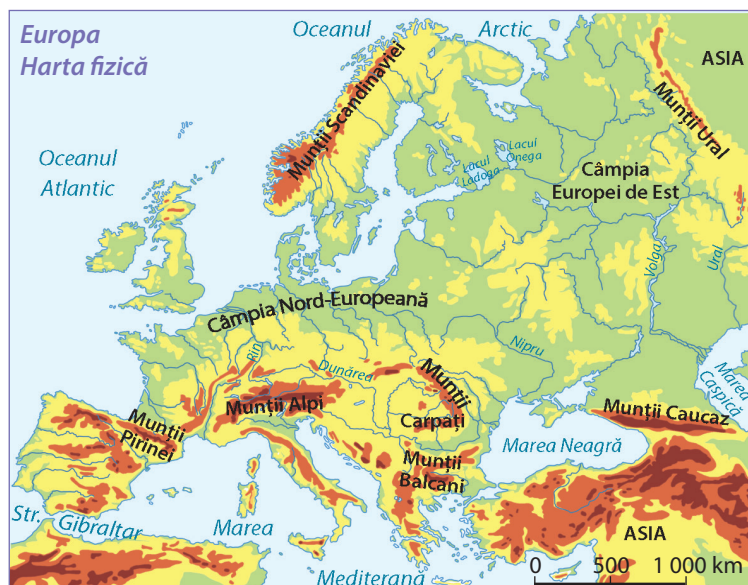 Europa
Harta fizică
Oceanul
Arctic
ASIA
Munții Scandinaviei
Munții Ural
Oceanul
Atlantic
Lacul
Ladoga
Lacul
Onega
Câmpia
Europei de Est
Volga
Ural
Câmpia Nord-Europeană
Rin
Dunărea
Nipru
Marea
Caspică
Munții
Carpați
Munții Alpi
Munții Caucaz
Munții
Pirinei
Marea Neagră
Munții
Balcani
Str. Gibraltar
Marea
Mediterana
ASIA
0 500 1 000 km